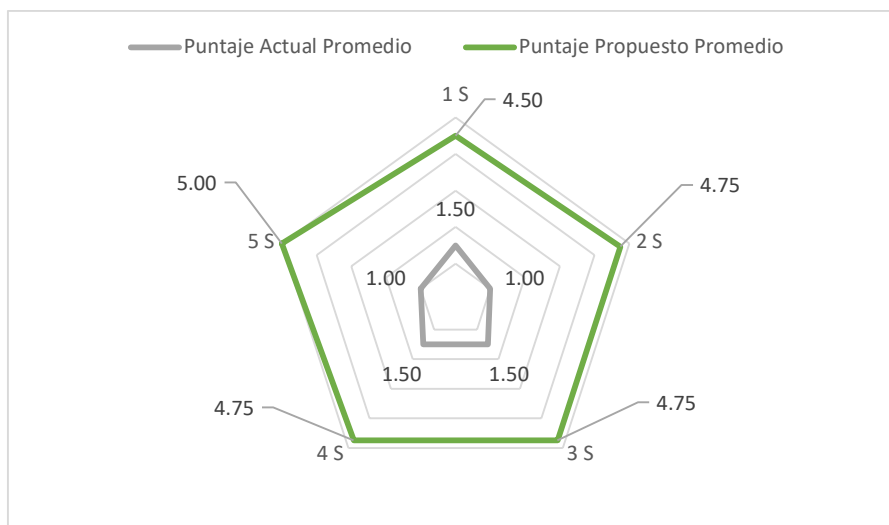 Puntaje Actual Promedio Puntaje Propuesto Promedio
1 S
4.50
5.00
4.75
1.50
5 S
2 S
1.00
1.00
1.50
1.50
4.75
4.75
4 S
3 S